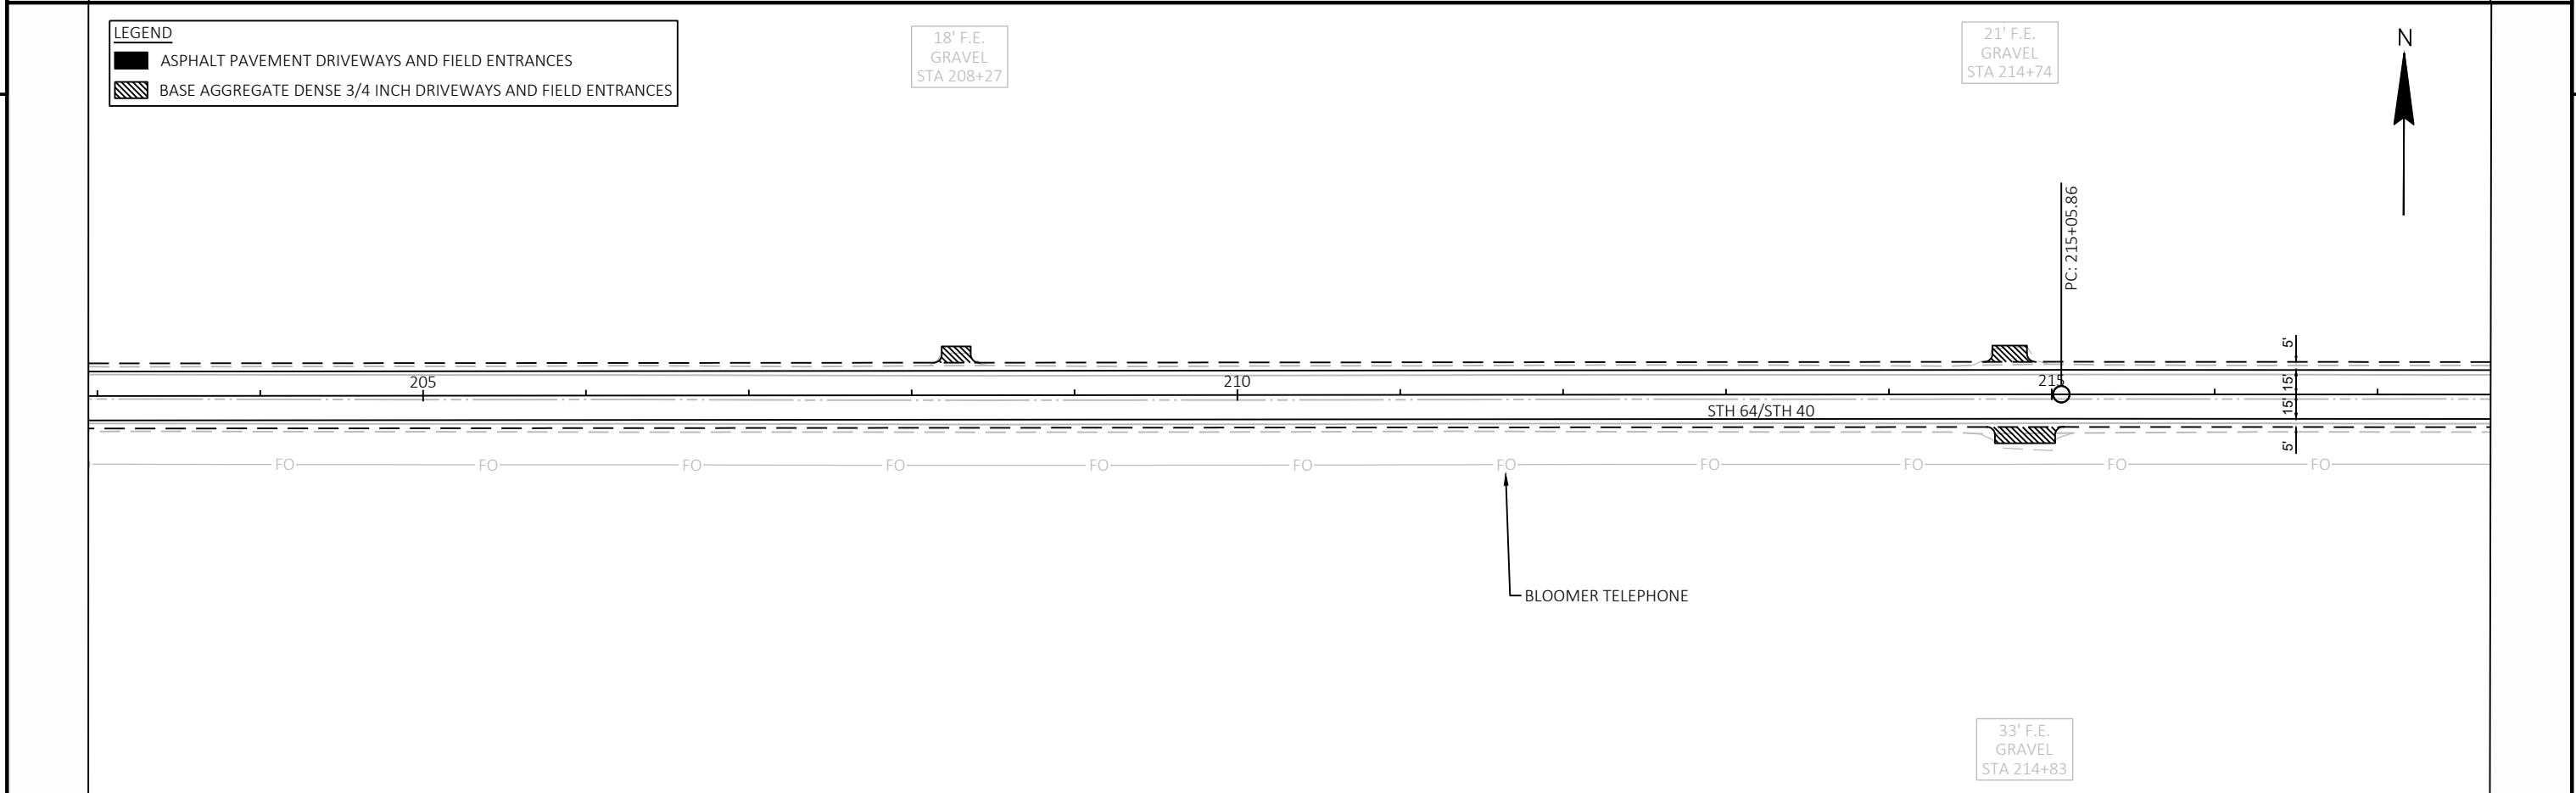 LEGEND
ASPHALT PAVEMENT DRIVEWAYS AND FIELD ENTRANCES
BASE AGGREGATE DENSE 3/4 INCH DRIVEWAYS AND FIELD ENTRANCES
18' F.E.
GRAVEL
STA 208+27
21' F.E.
GRAVEL
STA 214+74
N
PC: 215+05.86
205
210
215
5'
15'
15'
5'
STH 64/STH 40
FO
FO
FO
FO
FO
FO
FO
FO
FO
FO
FO
BLOOMER TELEPHONE
33' F.E.
GRAVEL
STA 214+83